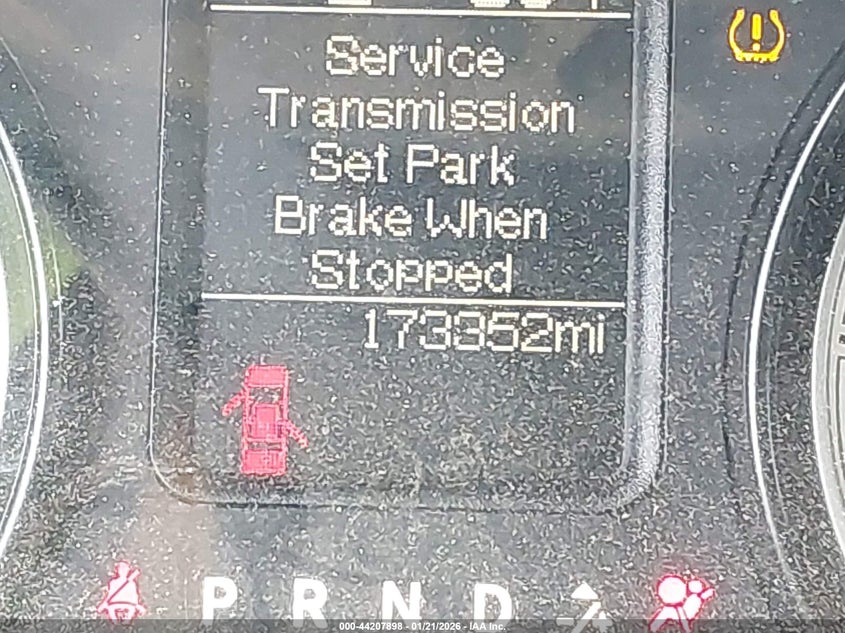 Service
Transmission
Set Park
Brake When
Stopped
173352mi
P R N D
000-44207898 - 01/21/2026 - IAA Inc.